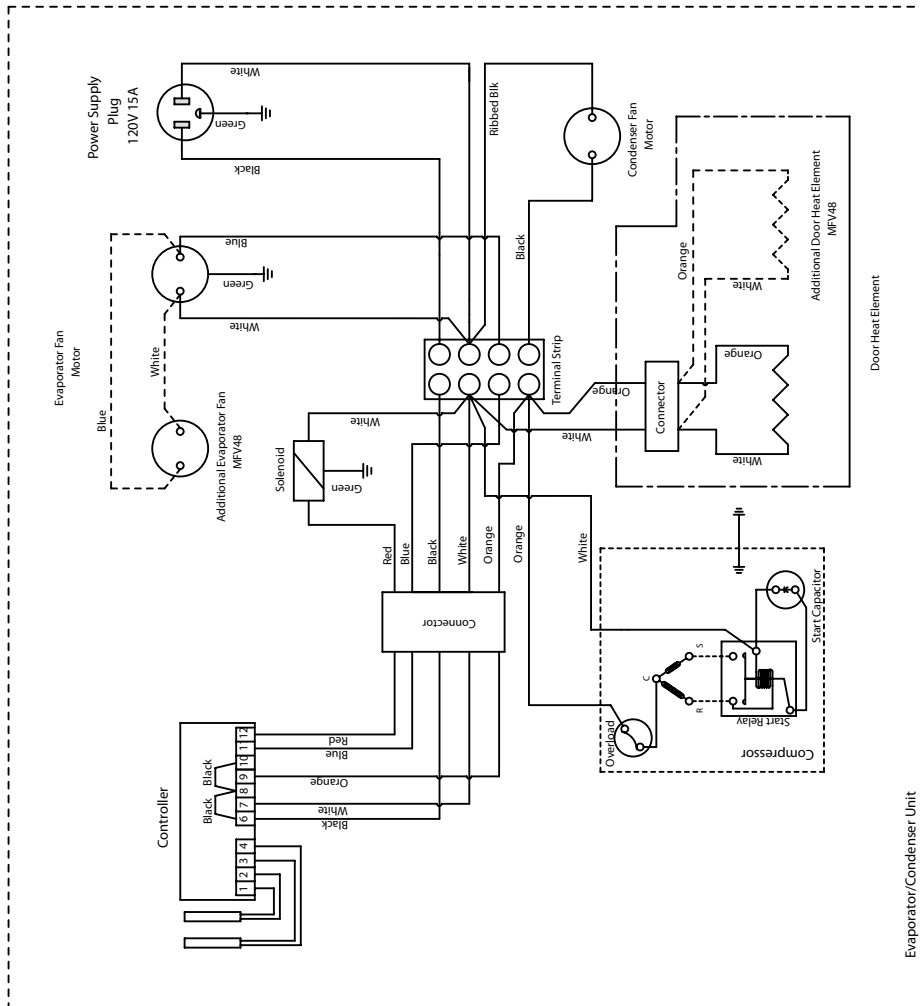 Power Supply
Plug
120V 15A
White
Green
Black
Ribbed Blk
Condenser Fan
Motor
Evaporator Fan
Motor
Blue
White
Additional Evaporator Fan
MFV48
Blue
Green
White
Black
Terminal Strip
Solenoid
Green
White
Orange
White
Additional Door Heat Element
MFV48
Orange
White
Connector
Orange
White
Door Heat Element
Red
Blue
Black
White
Orange
Orange
White
Connector
Controller
12
11
10
9
8
7
6
4
3
2
1
Black
Black
Red
Blue
Orange
White
Black
Start Capacitor
S
C
R
Start Relay
Overload
Compressor
Evaporator/Condenser Unit